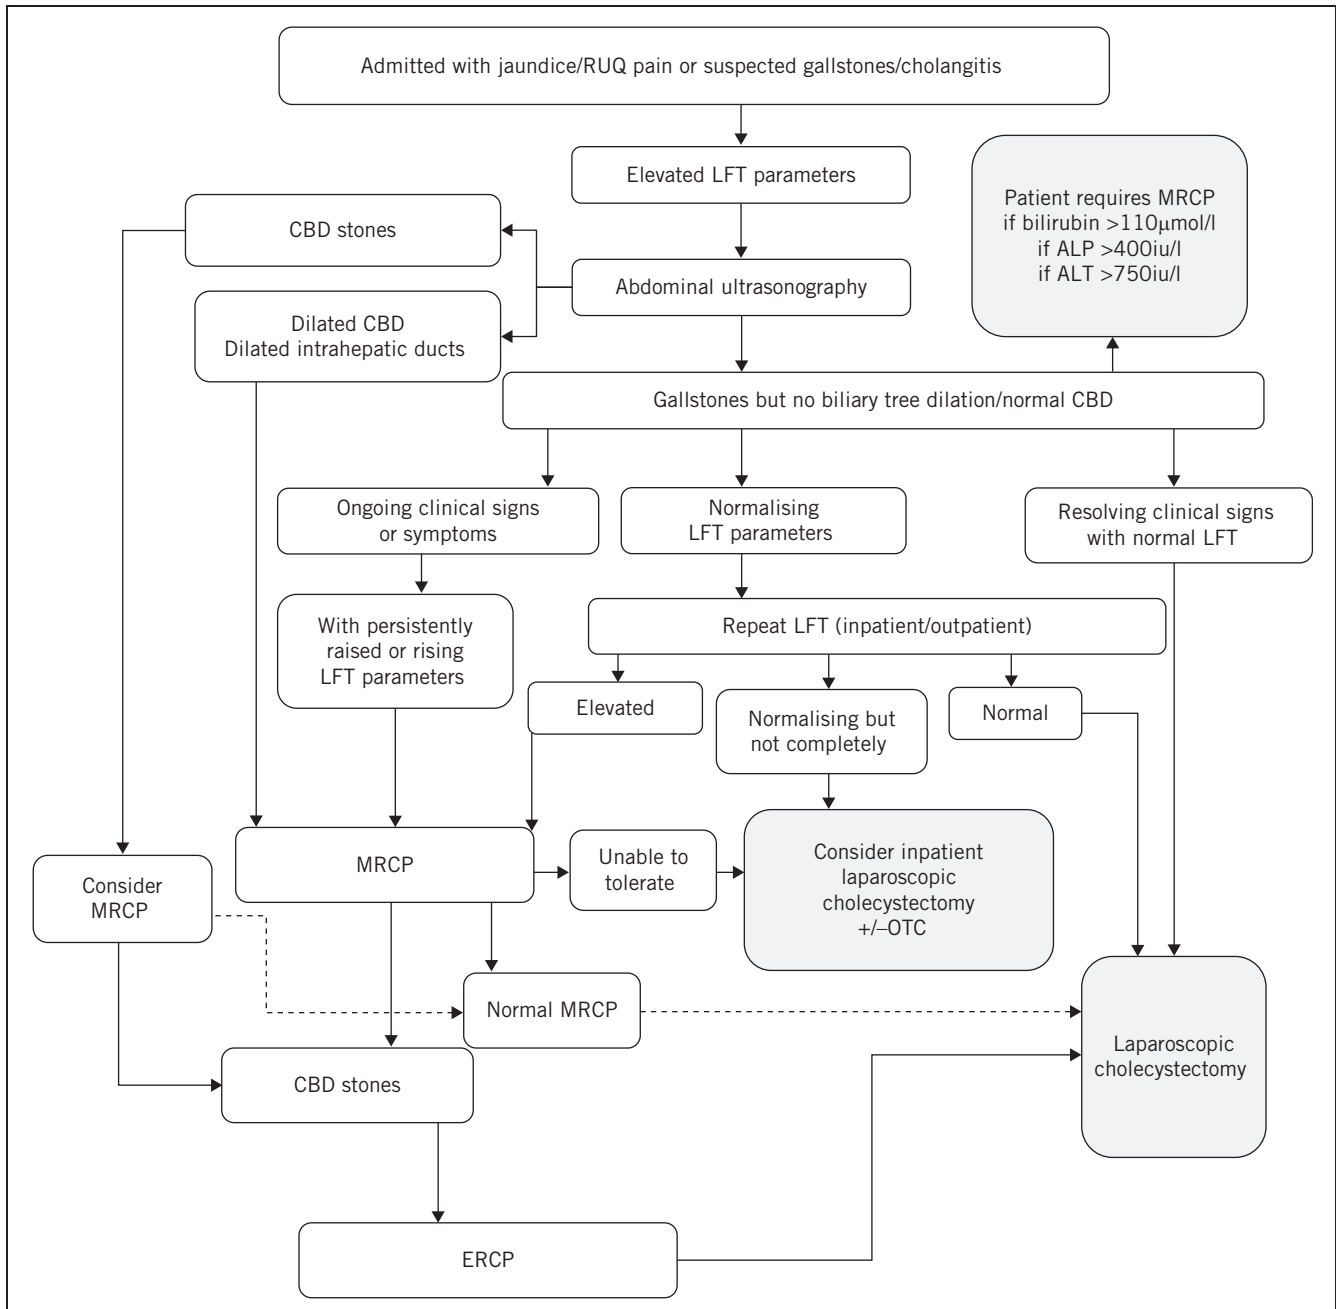 Admitted with jaundice/RUQ pain or suspected gallstones/cholangitis
Elevated LFT parameters
Patient requires MRCP
if bilirubin >110μmol/l
if ALP >400iu/l
if ALT >750iu/l
CBD stones
Abdominal ultrasonography
Dilated CBD
Dilated intrahepatic ducts
Gallstones but no biliary tree dilation/normal CBD
Ongoing clinical signs
or symptoms
Normalising
LFT parameters
Resolving clinical signs
with normal LFT
With persistently
raised or rising
LFT parameters
Repeat LFT (inpatient/outpatient)
Elevated
Normalising but
not completely
Normal
MRCP
Unable to
tolerate
Consider inpatient
laparoscopic
cholecystectomy
+/–OTC
Consider
MRCP
Normal MRCP
Laparoscopic
cholecystectomy
CBD stones
ERCP